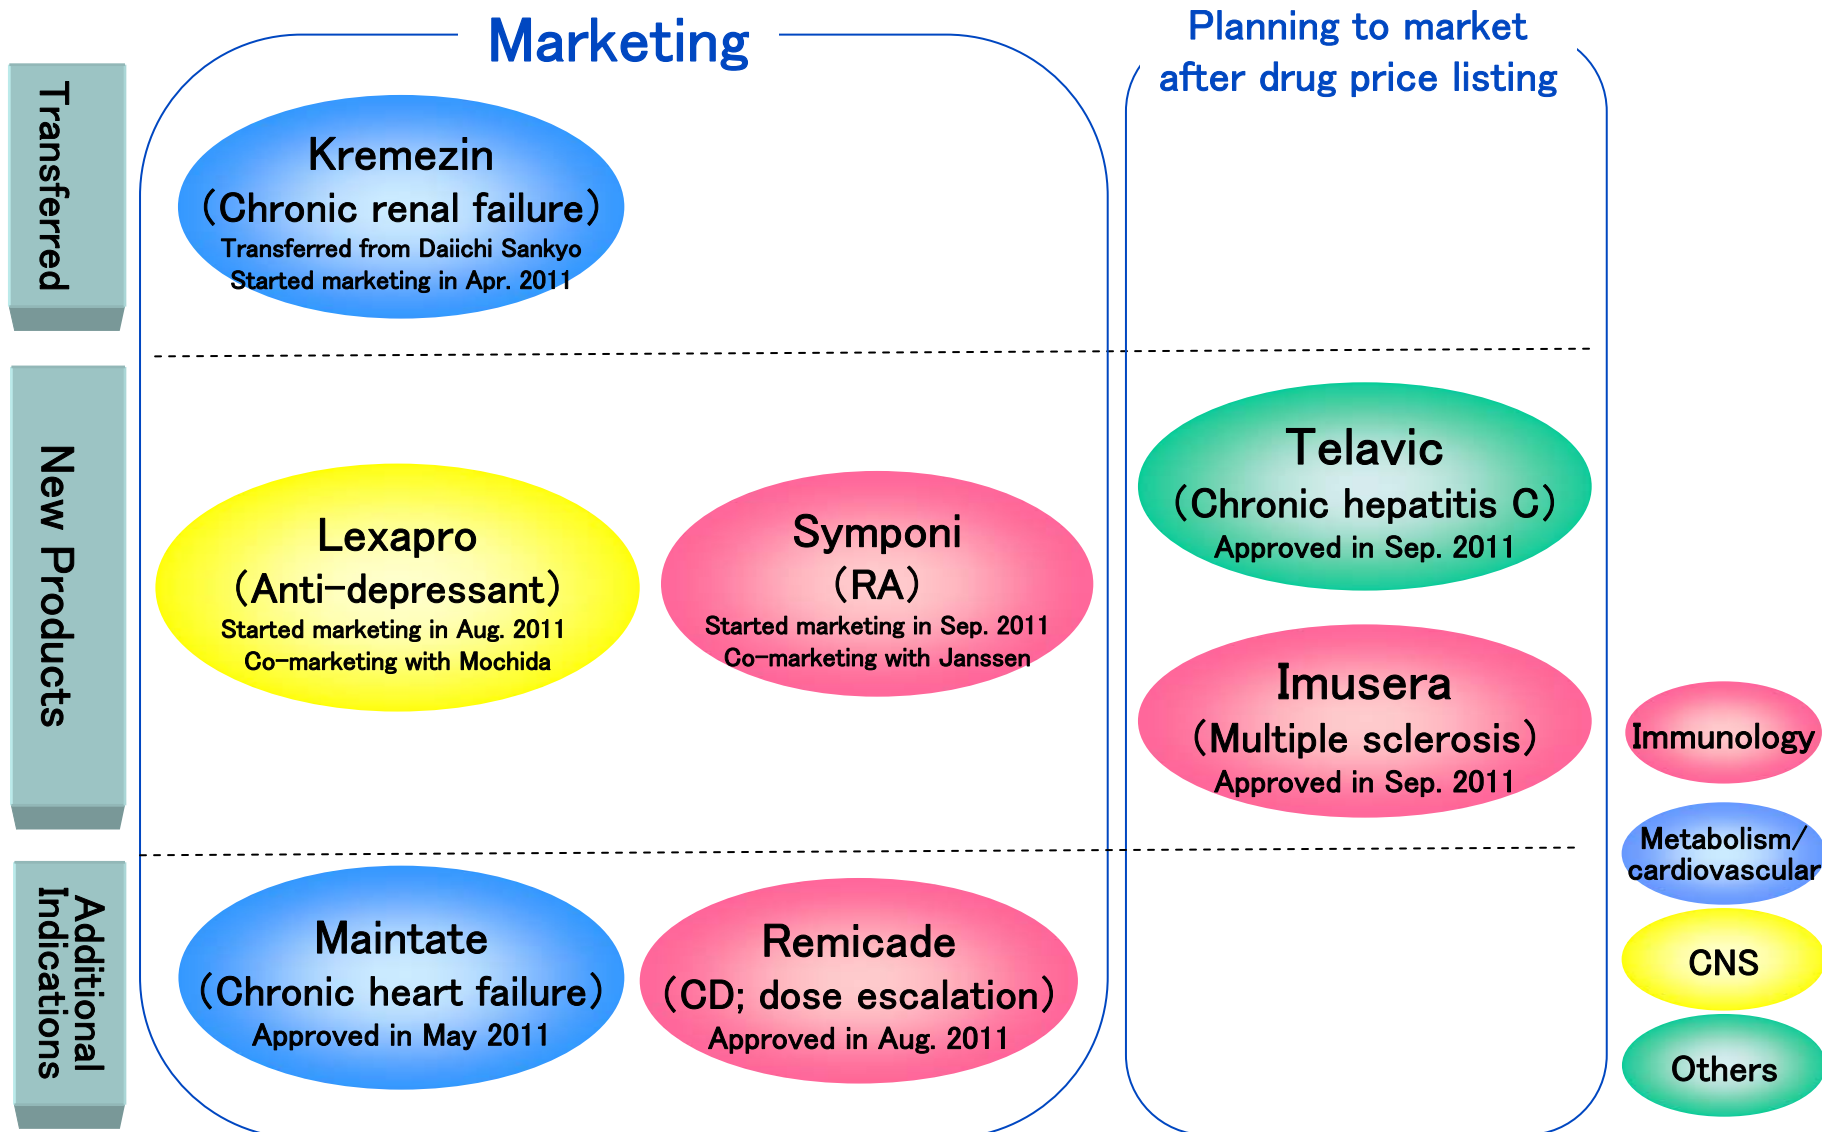 Marketing
Planning to market
after drug price listing
Transferred
Kremezin
(Chronic renal failure)
Transferred from Daiichi Sankyo
Started marketing in Apr. 2011
New Products
Lexapro
(Anti-depressant)
Started marketing in Aug. 2011
Co-marketing with Mochida
Symponi
(RA)
Started marketing in Sep. 2011
Co-marketing with Janssen
Telavic
(Chronic hepatitis C)
Approved in Sep. 2011
Imusera
(Multiple sclerosis)
Approved in Sep. 2011
Additional
Indications
Maintate
(Chronic heart failure)
Approved in May 2011
Remicade
(CD; dose escalation)
Approved in Aug. 2011
Immunology
Metabolism/
cardiovascular
CNS
Others